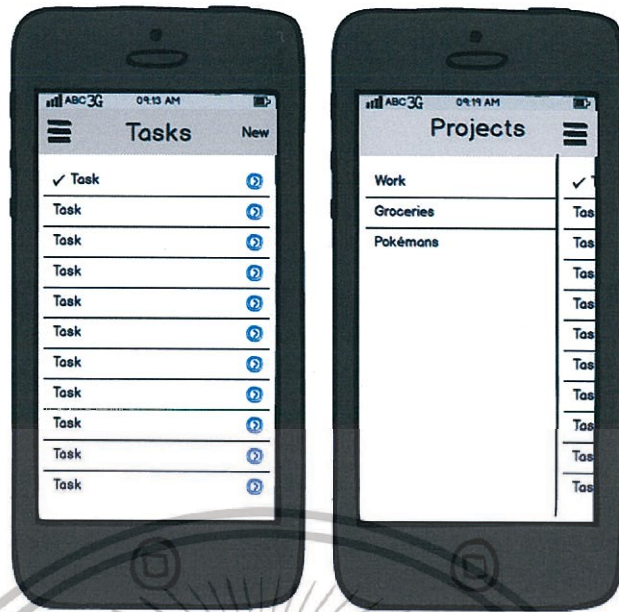 ABC 3G 09:13 AM
Tasks New
✓ Task
Task
Task
Task
Task
Task
Task
Task
Task
Task
Task
ABC 3G 09:19 AM
Projects
Work
Groceries
Pokémans
✓ T
Tas
Tas
Tas
Tas
Tas
Tas
Tas
Tas
Tas
Tas